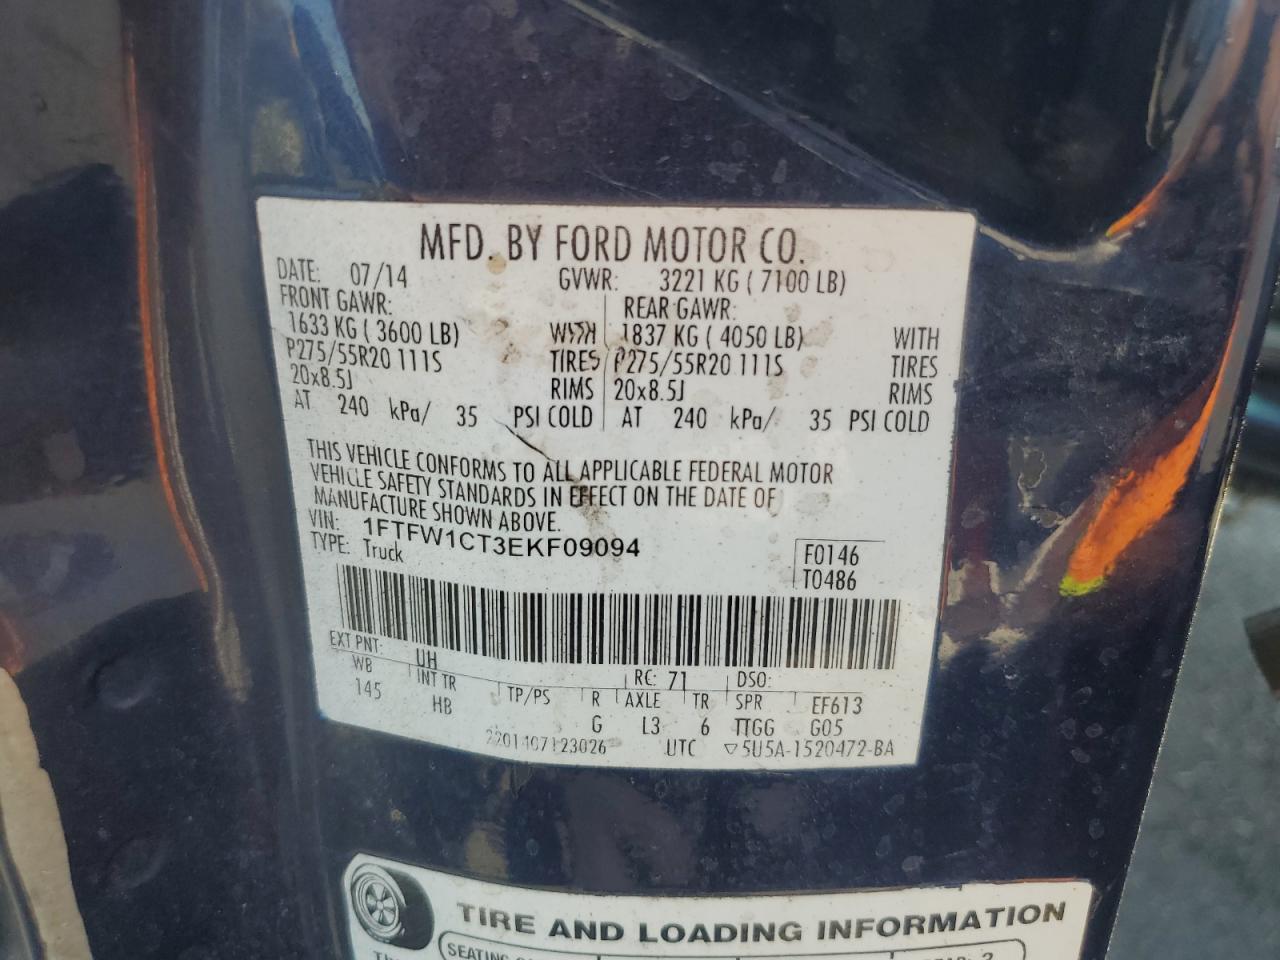 MFD. BY FORD MOTOR CO.
DATE: 07/14 GVWR: 3221 KG ( 7100 LB)
FRONT GAWR: REAR GAWR:
1633 KG ( 3600 LB) WITH 1837 KG ( 4050 LB) WITH
P275/55R20 111S TIRES P275/55R20 111S TIRES
20x8.5J RIMS 20x8.5J RIMS
AT 240 kPa/ 35 PSI COLD AT 240 kPa/ 35 PSI COLD
THIS VEHICLE CONFORMS TO ALL APPLICABLE FEDERAL MOTOR
VEHICLE SAFETY STANDARDS IN EFFECT ON THE DATE OF
MANUFACTURE SHOWN ABOVE.
VIN: 1FTFW1CT3EKF09094
TYPE: Truck
F0146
T0486
EXT PNT: UH RC: 71 DSO:
WB INT TR TP/PS R AXLE TR SPR EF613
145 HB G L3 6 TTGG G05
2201407123026 UTC ▽5U5A-1520472-BA
TIRE AND LOADING INFORMATION